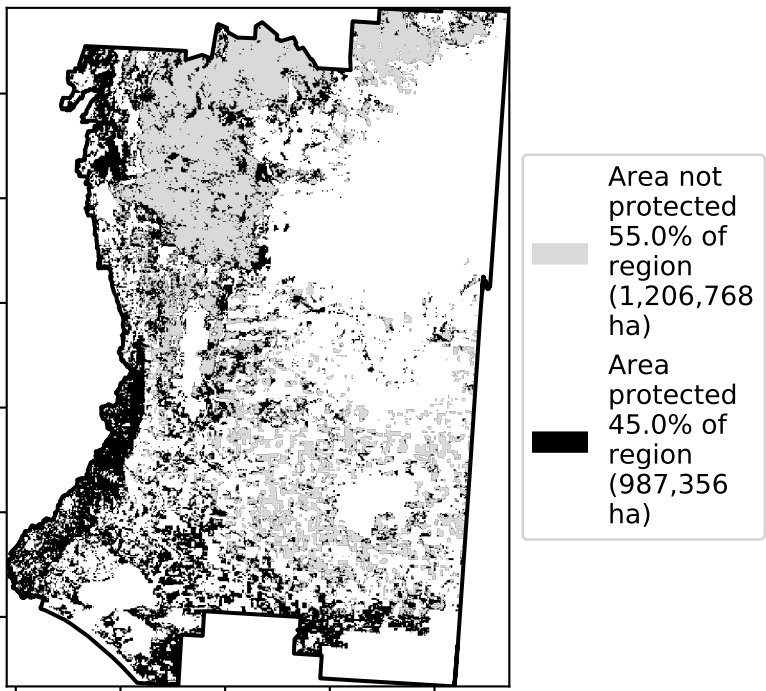 Area not
protected
55.0% of
region
(1,206,768
ha)
Area
protected
45.0% of
region
(987,356
ha)